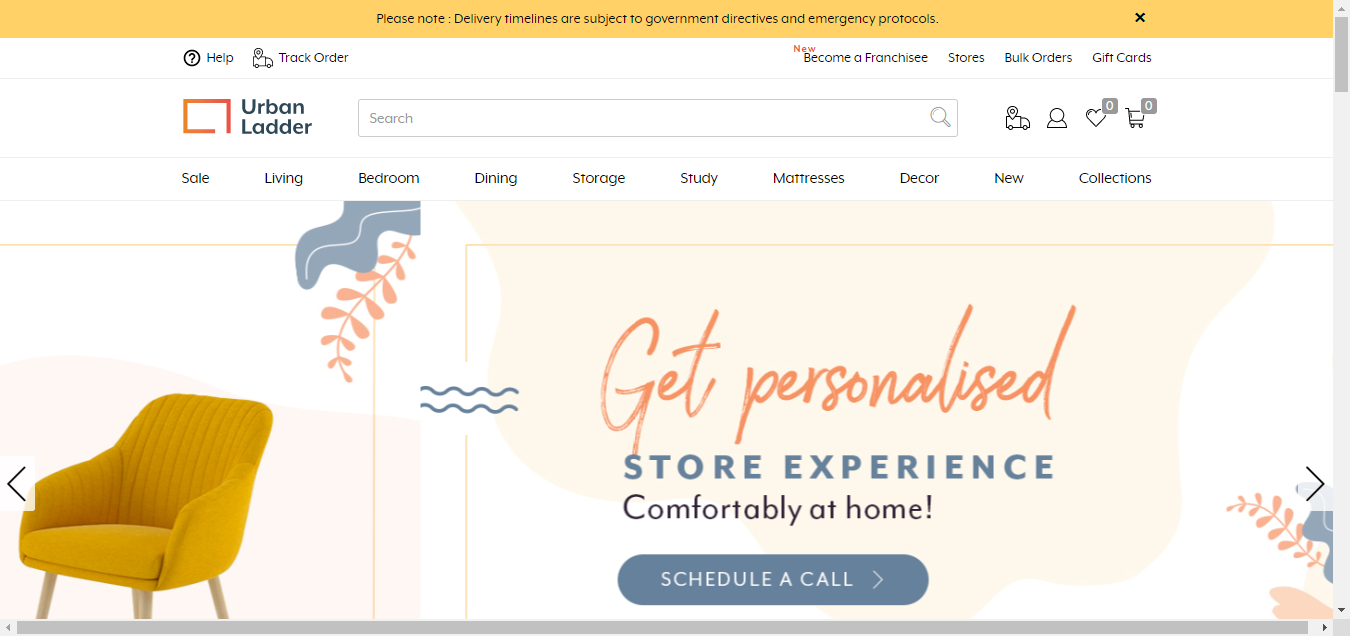 Please note : Delivery timelines are subject to government directives and emergency protocols. ×
Help Track Order New Become a Franchisee Stores Bulk Orders Gift Cards
Urban
Ladder
Search
0 0
Sale Living Bedroom Dining Storage Study Mattresses Decor New Collections
Get personalised
STORE EXPERIENCE
Comfortably at home!
SCHEDULE A CALL